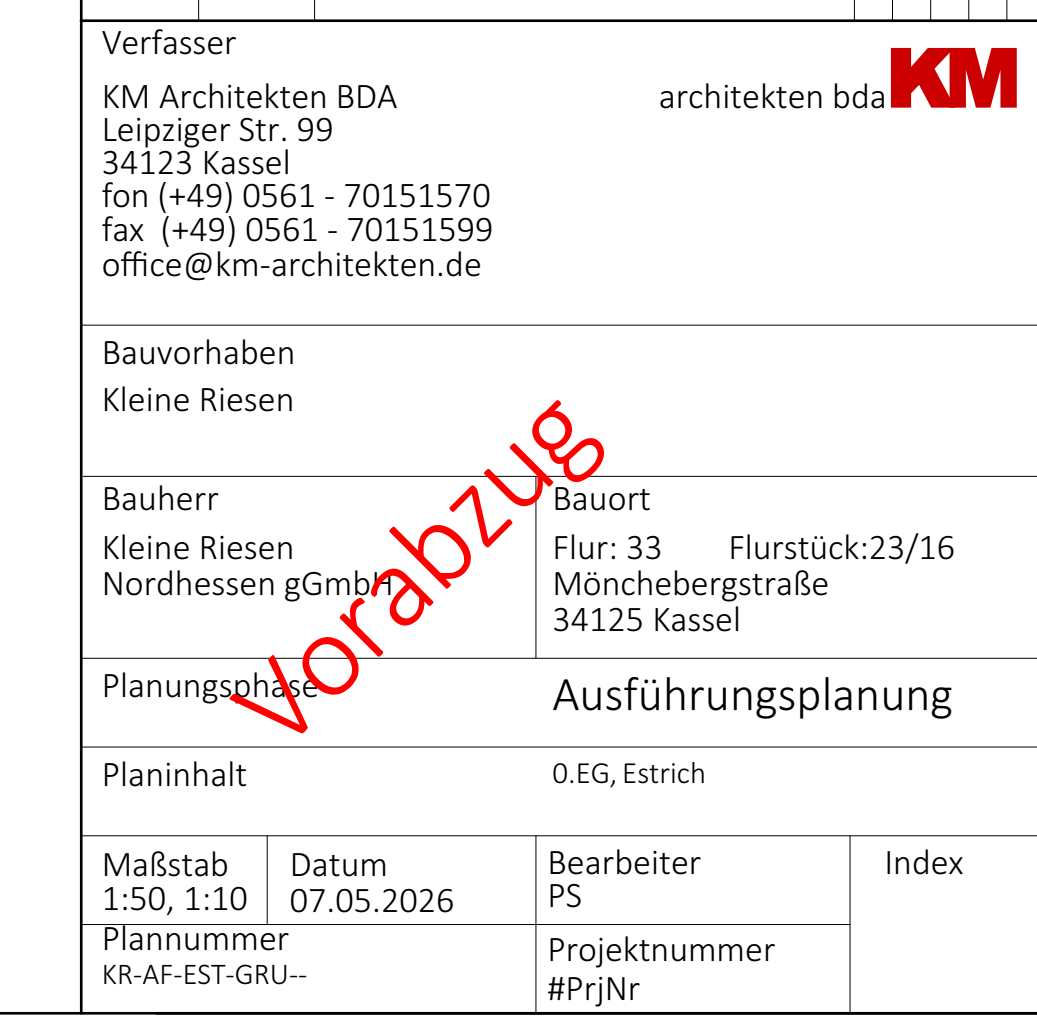 Verfasser
KM Architekten BDA
Leipziger Str. 99
34123 Kassel
fon (+49) 0561 - 70151570
fax  (+49) 0561 - 70151599
office@km-architekten.de
architekten bda KM
Bauvorhaben
Kleine Riesen
Vorabzug
Bauherr
Kleine Riesen
Nordhessen gGmbH
Bauort
Flur: 33 Flurstück:23/16
Mönchebergstraße
34125 Kassel
Planungsphase
Ausführungsplanung
Planinhalt
0.EG, Estrich
Maßstab
1:50, 1:10
Datum
07.05.2026
Bearbeiter
PS
Index
Plannummer
KR-AF-EST-GRU--
Projektnummer
#PrjNr